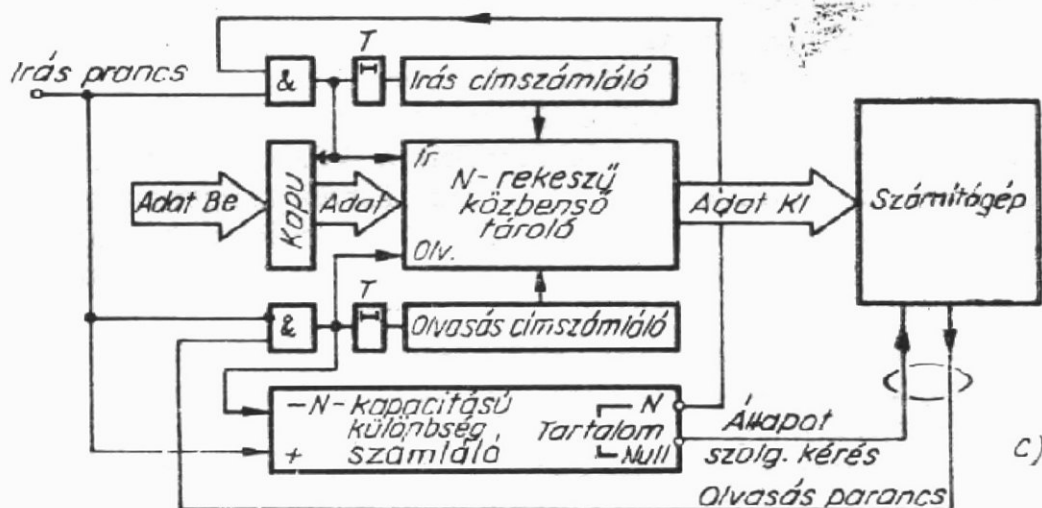 Irás prancs
&
T
Irás címszámláló
Adat Be
Kapu
Adat
Ír
N- rekeszű
közbenső
tároló
Olv.
Adat KI
Számítógép
&
T
Olvasás címszámláló
- N- kapacitású
különbség
számláló
+
Tartalom
N
Null
Állapot
szolg. kérés
Olvasás parancs
c)